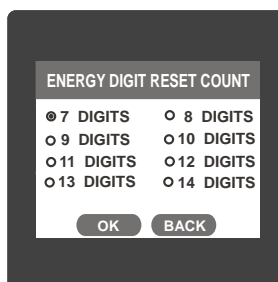 ENERGY DIGIT RESET COUNT
7 DIGITS 8 DIGITS
9 DIGITS 10 DIGITS
11 DIGITS 12 DIGITS
13 DIGITS 14 DIGITS
OK BACK